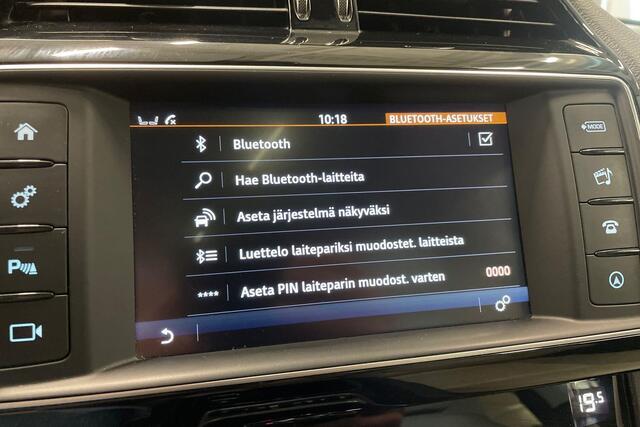 10:18 BLUETOOTH-ASETUKSET
Bluetooth
Hae Bluetooth-laitteita
Aseta järjestelmä näkyväksi
Luettelo laitepariksi muodostet. laitteista
**** Aseta PIN laiteparin muodost. varten 0000
MODE
P
19.5